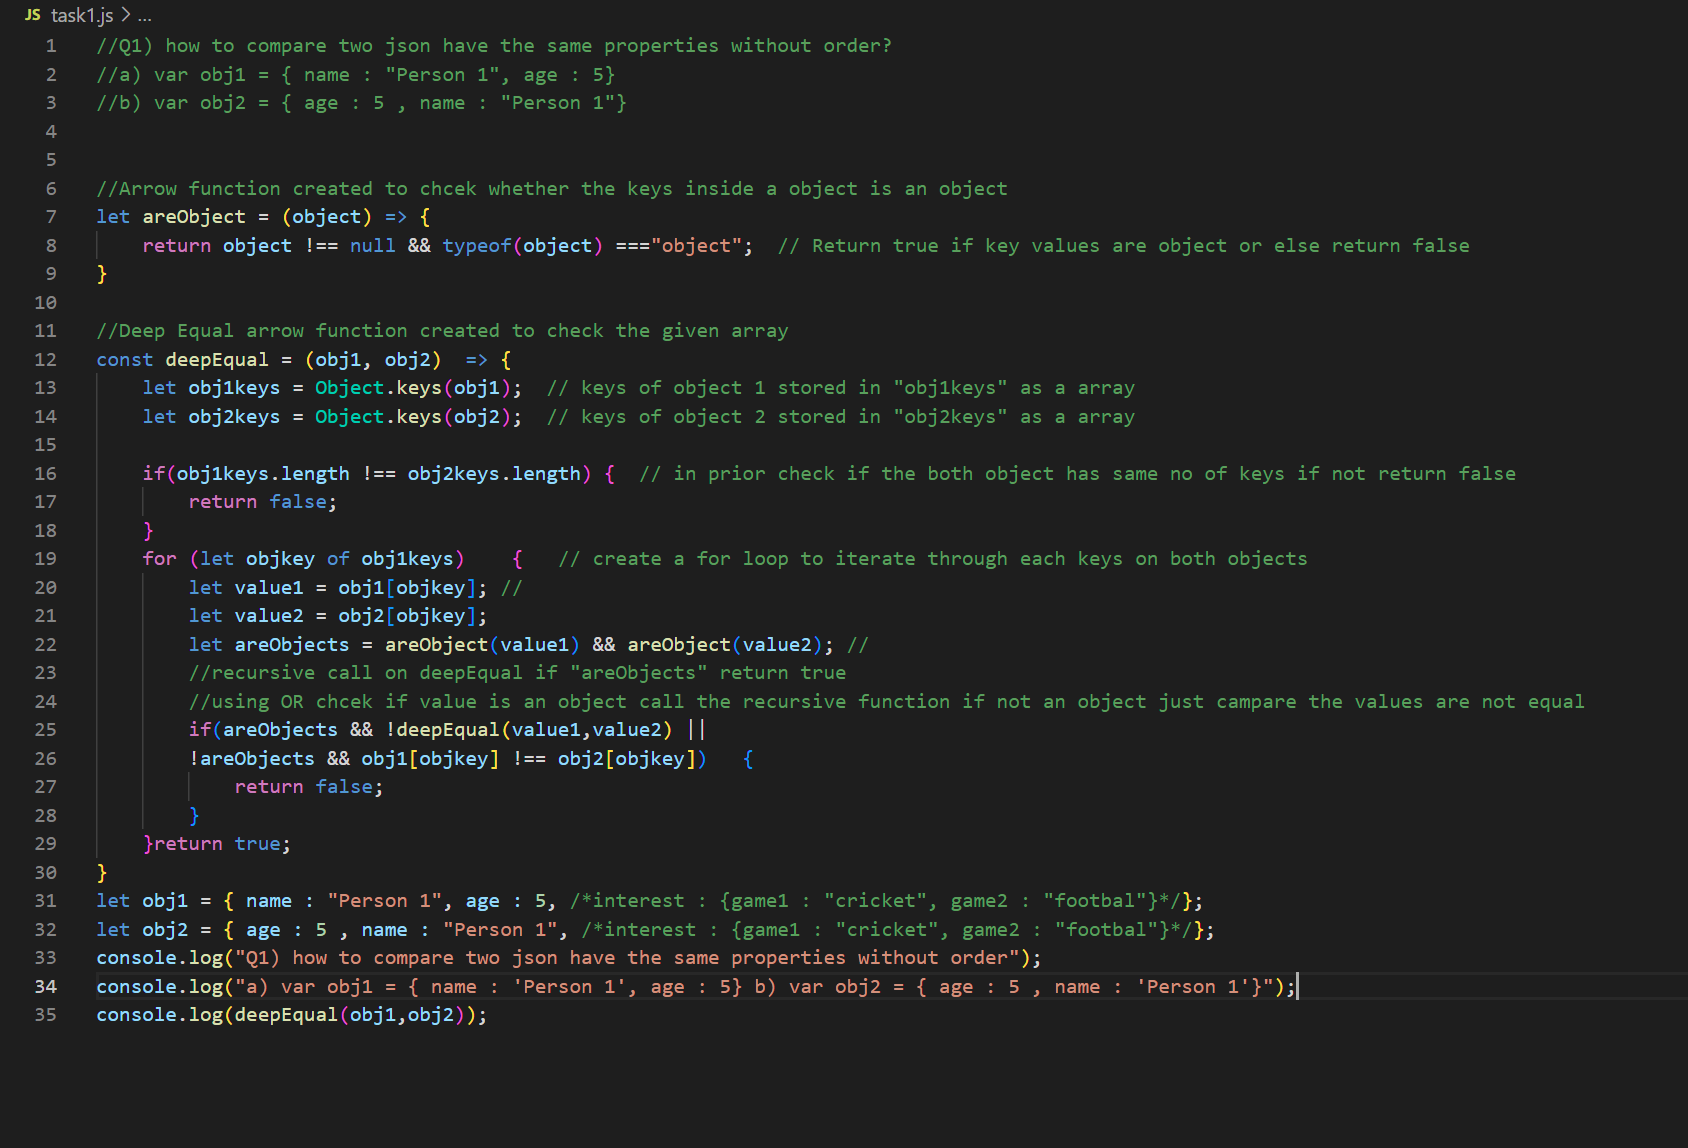 JS task1.js > ...
1 //Q1) how to compare two json have the same properties without order?
2 //a) var obj1 = { name : "Person 1", age : 5}
3 //b) var obj2 = { age : 5 , name : "Person 1"}
4
5
6 //Arrow function created to chcek whether the keys inside a object is an object
7 let areObject = (object) => {
8     return object !== null && typeof(object) ==="object";  // Return true if key values are object or else return false
9 }
10
11 //Deep Equal arrow function created to check the given array
12 const deepEqual = (obj1, obj2)  => {
13     let obj1keys = Object.keys(obj1);  // keys of object 1 stored in "obj1keys" as a array
14     let obj2keys = Object.keys(obj2);  // keys of object 2 stored in "obj2keys" as a array
15
16     if(obj1keys.length !== obj2keys.length) {  // in prior check if the both object has same no of keys if not return false
17         return false;
18     }
19     for (let objkey of obj1keys)    {   // create a for loop to iterate through each keys on both objects
20         let value1 = obj1[objkey]; //
21         let value2 = obj2[objkey];
22         let areObjects = areObject(value1) && areObject(value2); //
23         //recursive call on deepEqual if "areObjects" return true
24         //using OR chcek if value is an object call the recursive function if not an object just campare the values are not equal
25         if(areObjects && !deepEqual(value1,value2) ||
26         !areObjects && obj1[objkey] !== obj2[objkey])   {
27             return false;
28         }
29     }return true;
30 }
31 let obj1 = { name : "Person 1", age : 5, /*interest : {game1 : "cricket", game2 : "footbal"}*/};
32 let obj2 = { age : 5 , name : "Person 1", /*interest : {game1 : "cricket", game2 : "footbal"}*/};
33 console.log("Q1) how to compare two json have the same properties without order");
34 console.log("a) var obj1 = { name : 'Person 1', age : 5} b) var obj2 = { age : 5 , name : 'Person 1'}");
35 console.log(deepEqual(obj1,obj2));